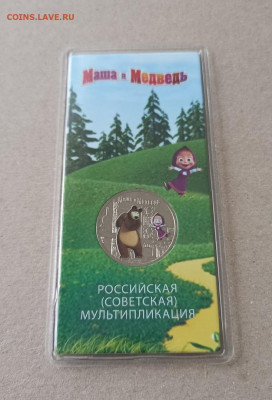 COINS.LAVE.RU
Маша и Медведь
РОССИЙСКАЯ
(СОВЕТСКАЯ)
МУЛЬТИПЛИКАЦИЯ